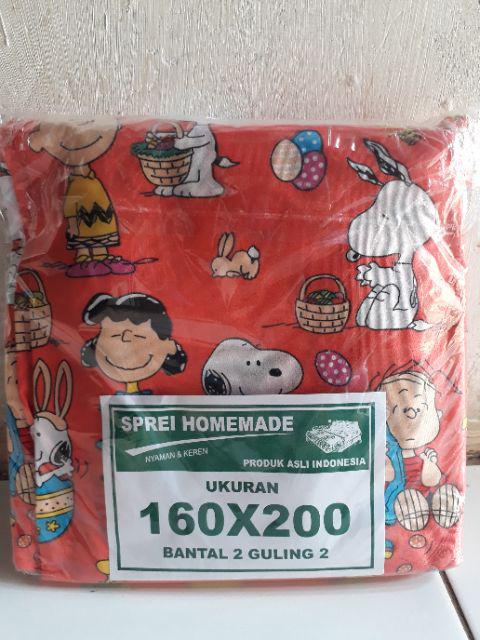 SPREI HOMEMADE
NYAMAN & KEREN
PRODUK ASLI INDONESIA
UKURAN
160X200
BANTAL 2 GULING 2